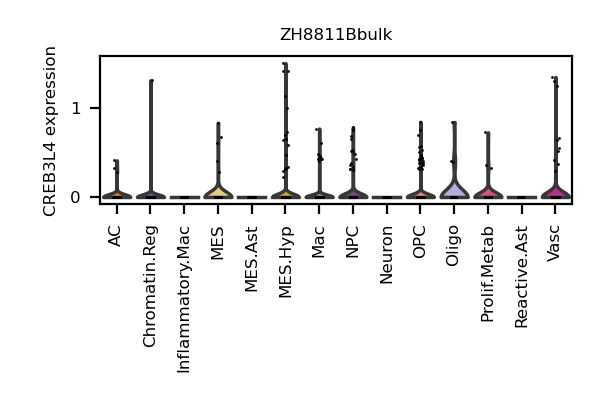 ZH8811Bbulk
CREB3L4 expression
1
0
AC
Chromatin.Reg
Inflammatory.Mac
MES
MES.Ast
MES.Hyp
Mac
NPC
Neuron
OPC
Oligo
Prolif.Metab
Reactive.Ast
Vasc